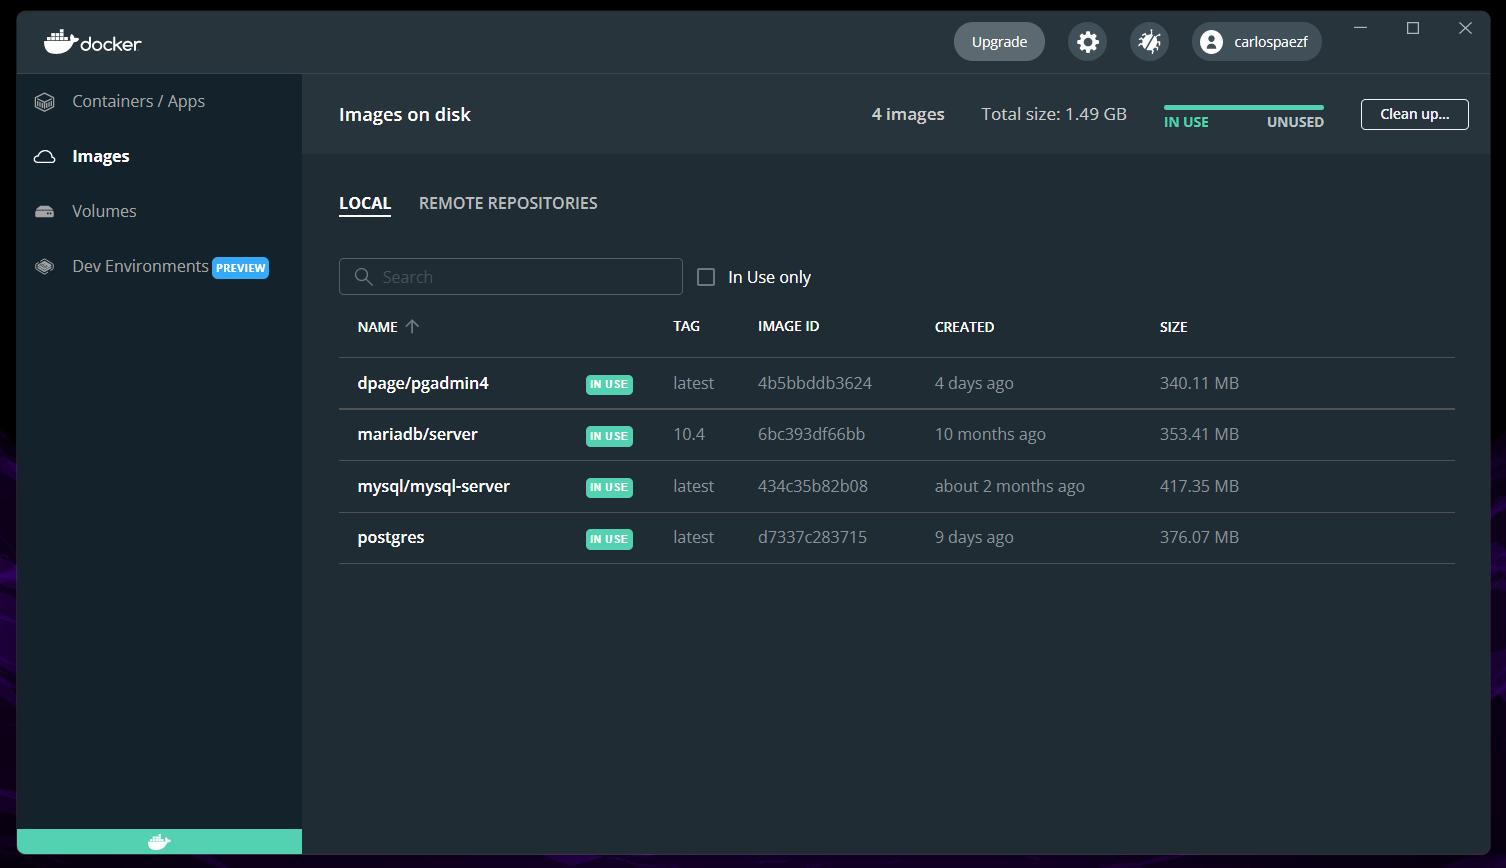 docker
Upgrade
carlospaezf
Containers / Apps
Images
Volumes
Dev Environments PREVIEW
Images on disk
4 images
Total size: 1.49 GB
IN USE
UNUSED
Clean up...
LOCAL
REMOTE REPOSITORIES
Search
In Use only
NAME TAG IMAGE ID CREATED SIZE
dpage/pgadmin4 IN USE latest 4b5bbddb3624 4 days ago 340.11 MB
mariadb/server IN USE 10.4 6bc393df66bb 10 months ago 353.41 MB
mysql/mysql-server IN USE latest 434c35b82b08 about 2 months ago 417.35 MB
postgres IN USE latest d7337c283715 9 days ago 376.07 MB